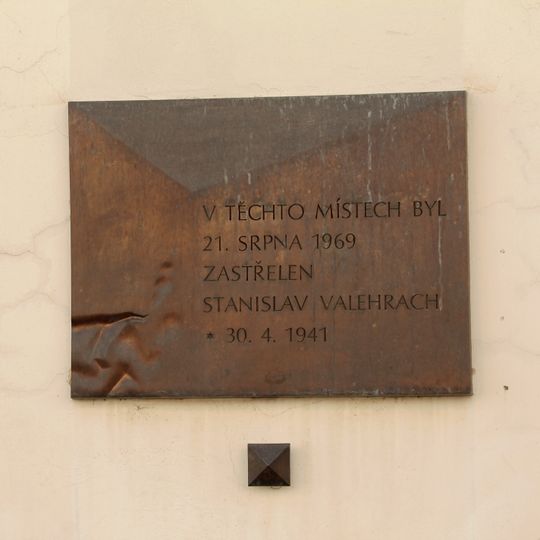 V TĚCHTO MÍSTECH BYL
21. SRPNA 1969
ZASTŘELEN
STANISLAV VALEHRACH
* 30. 4. 1941